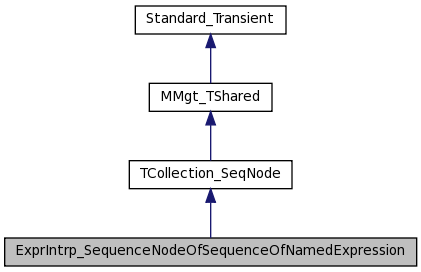 Standard_Transient
MMgt_TShared
TCollection_SeqNode
ExprIntrp_SequenceNodeOfSequenceOfNamedExpression